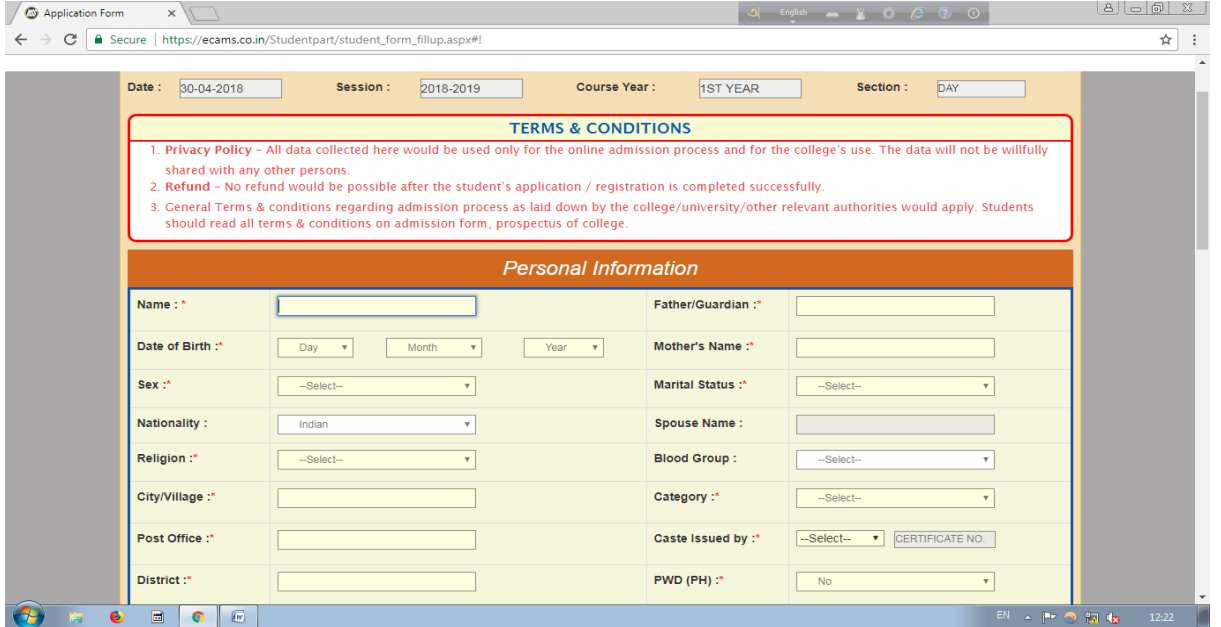 Application Form
English
Secure | https://ecams.co.in/Studentpart/student_form_fillup.aspx#!
Date : 30-04-2018 Session : 2018-2019 Course Year : 1ST YEAR Section : DAY
TERMS & CONDITIONS
1. Privacy Policy – All data collected here would be used only for the online admission process and for the college's use. The data will not be willfully
shared with any other persons.
2. Refund – No refund would be possible after the student's application / registration is completed successfully.
3. General Terms & conditions regarding admission process as laid down by the college/university/other relevant authorities would apply. Students
should read all terms & conditions on admission form, prospectus of college.
Personal Information
Name : * Father/Guardian :*
Date of Birth :* Day Month Year Mother's Name :*
Sex :* --Select-- Marital Status :* --Select--
Nationality : Indian Spouse Name :
Religion :* --Select-- Blood Group : --Select--
City/Village :* Category :* --Select--
Post Office :* Caste Issued by :* --Select-- CERTIFICATE NO.
District :* PWD (PH) :* No
EN 12:22